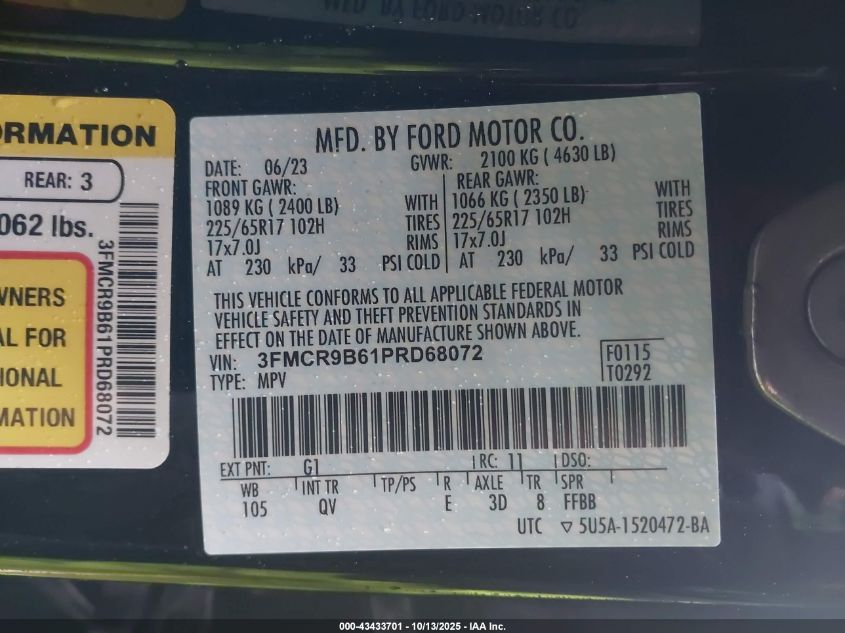 MFD. BY FORD MOTOR CO.
ORMATION
REAR: 3
062 lbs.
WNERS
AL FOR
IONAL
MATION
3FMCR9B61PRD68072
MFD. BY FORD MOTOR CO.
DATE: 06/23 GVWR: 2100 KG ( 4630 LB)
FRONT GAWR: REAR GAWR:
1089 KG ( 2400 LB) WITH 1066 KG ( 2350 LB) WITH
225/65R17 102H TIRES 225/65R17 102H TIRES
17x7.0J RIMS 17x7.0J RIMS
AT 230 kPa/ 33 PSI COLD AT 230 kPa/ 33 PSI COLD
THIS VEHICLE CONFORMS TO ALL APPLICABLE FEDERAL MOTOR
VEHICLE SAFETY AND THEFT PREVENTION STANDARDS IN
EFFECT ON THE DATE OF MANUFACTURE SHOWN ABOVE.
VIN: 3FMCR9B61PRD68072 F0115
TYPE: MPV T0292
EXT PNT: G1 RC: 11 DSO:
WB INT TR TP/PS R AXLE TR SPR
105 QV E 3D 8 FFBB
UTC ▽ 5U5A-1520472-BA
000-43433701 - 10/13/2025 - IAA Inc.